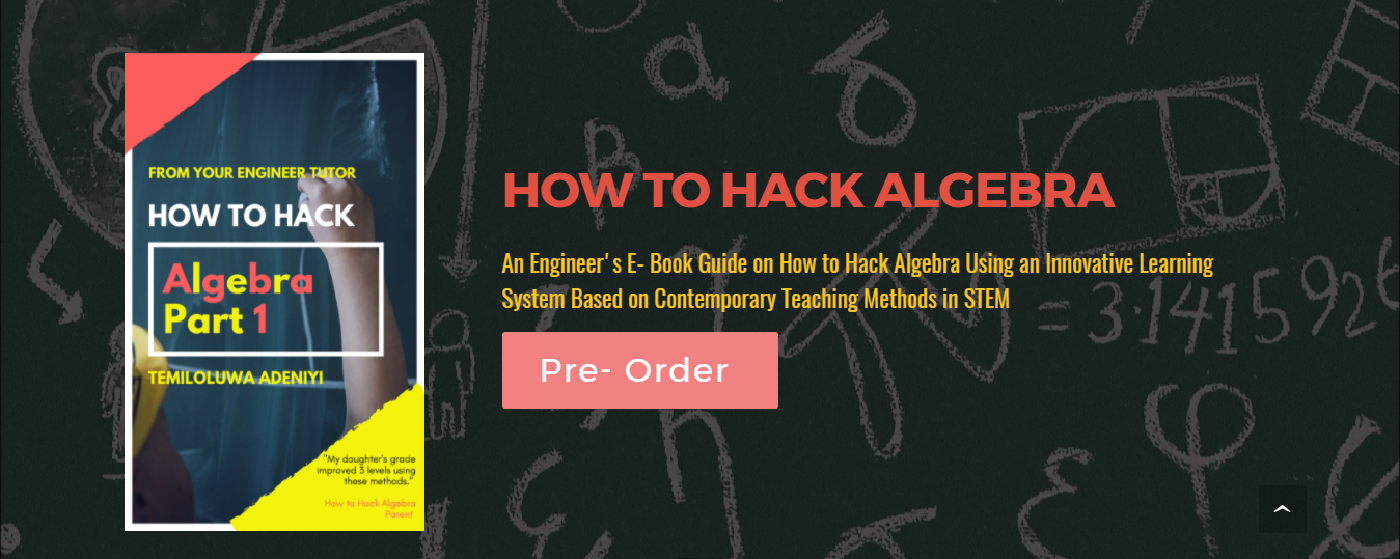 FROM YOUR ENGINEER TUTOR
HOW TO HACK
Algebra
Part 1
TEMILOLUWA ADENIYI
"My daughter's grade
improved 3 levels using
these methods."
How to Hack Algebra
Parent
HOW TO HACK ALGEBRA
An Engineer's E- Book Guide on How to Hack Algebra Using an Innovative Learning
System Based on Contemporary Teaching Methods in STEM
Pre- Order
= 3.1415926